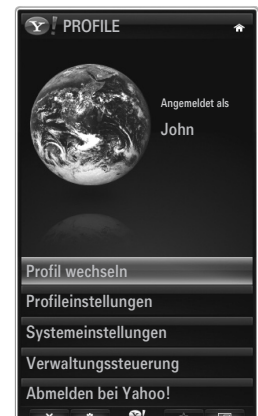 Y! PROFILE
Angemeldet als
John
Profil wechseln
Profileinstellungen
Systemeinstellungen
Verwaltungssteuerung
Abmelden bei Yahoo!
Y!